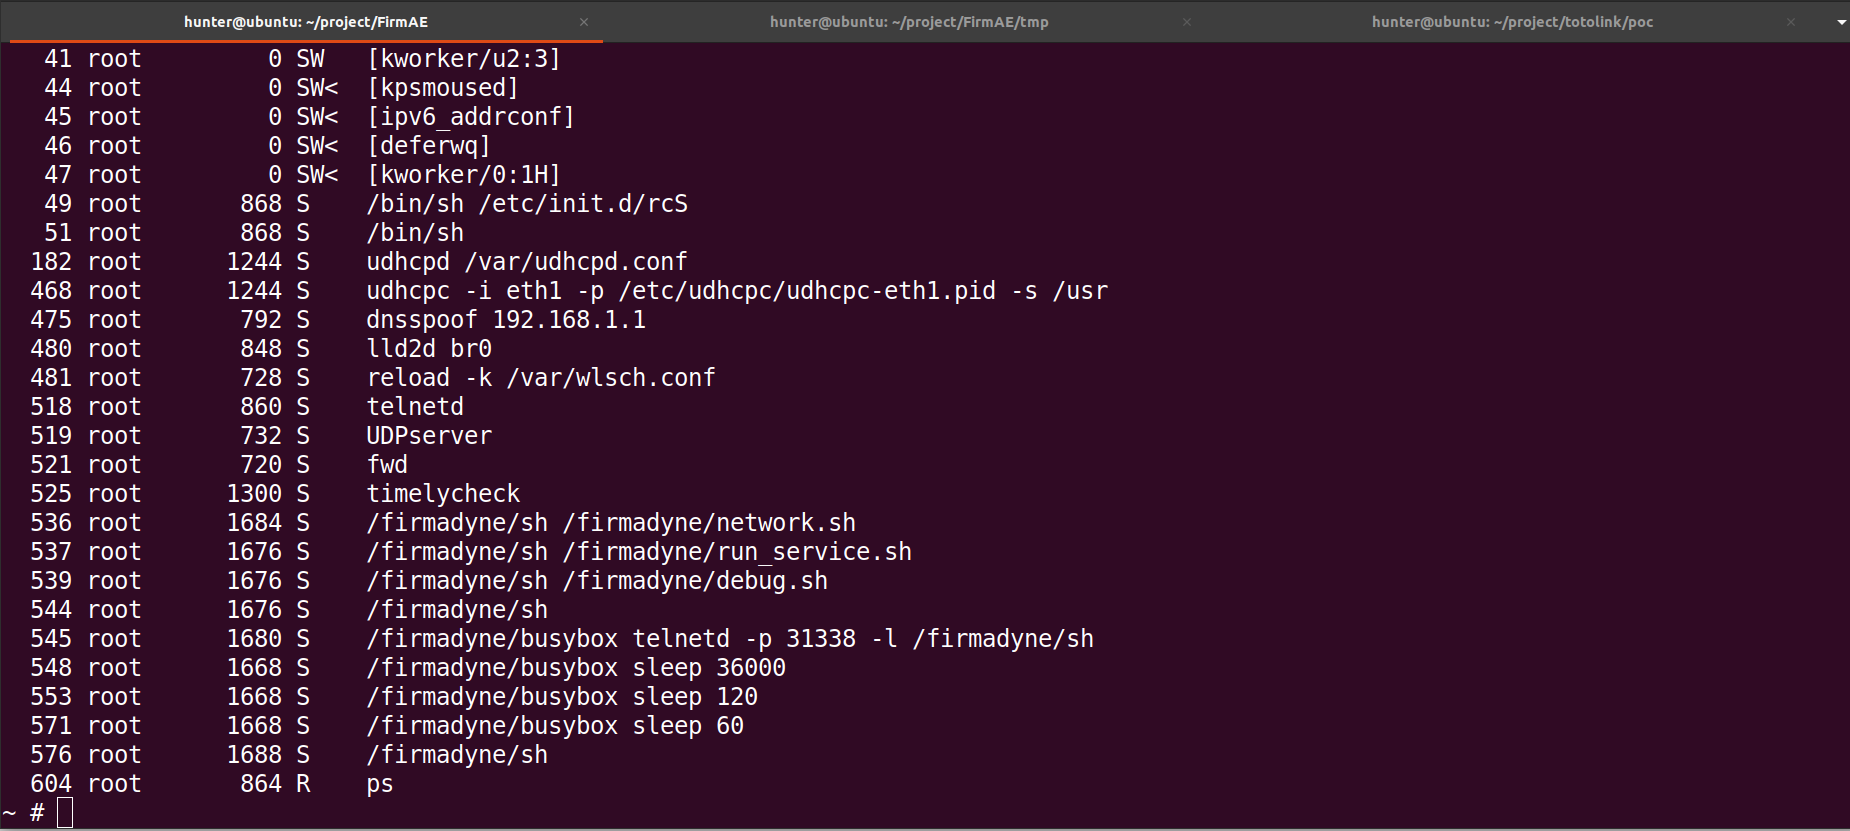 hunter@ubuntu: ~/project/FirmAE × hunter@ubuntu: ~/project/FirmAE/tmp × hunter@ubuntu: ~/project/totolink/poc ×
41 root 0 SW [kworker/u2:3]
44 root 0 SW< [kpsmoused]
45 root 0 SW< [ipv6_addrconf]
46 root 0 SW< [deferwq]
47 root 0 SW< [kworker/0:1H]
49 root 868 S /bin/sh /etc/init.d/rcS
51 root 868 S /bin/sh
182 root 1244 S udhcpd /var/udhcpd.conf
468 root 1244 S udhcpc -i eth1 -p /etc/udhcpc/udhcpc-eth1.pid -s /usr
475 root 792 S dnsspoof 192.168.1.1
480 root 848 S lld2d br0
481 root 728 S reload -k /var/wlsch.conf
518 root 860 S telnetd
519 root 732 S UDPserver
521 root 720 S fwd
525 root 1300 S timelycheck
536 root 1684 S /firmadyne/sh /firmadyne/network.sh
537 root 1676 S /firmadyne/sh /firmadyne/run_service.sh
539 root 1676 S /firmadyne/sh /firmadyne/debug.sh
544 root 1676 S /firmadyne/sh
545 root 1680 S /firmadyne/busybox telnetd -p 31338 -l /firmadyne/sh
548 root 1668 S /firmadyne/busybox sleep 36000
553 root 1668 S /firmadyne/busybox sleep 120
571 root 1668 S /firmadyne/busybox sleep 60
576 root 1688 S /firmadyne/sh
604 root 864 R ps
~ #